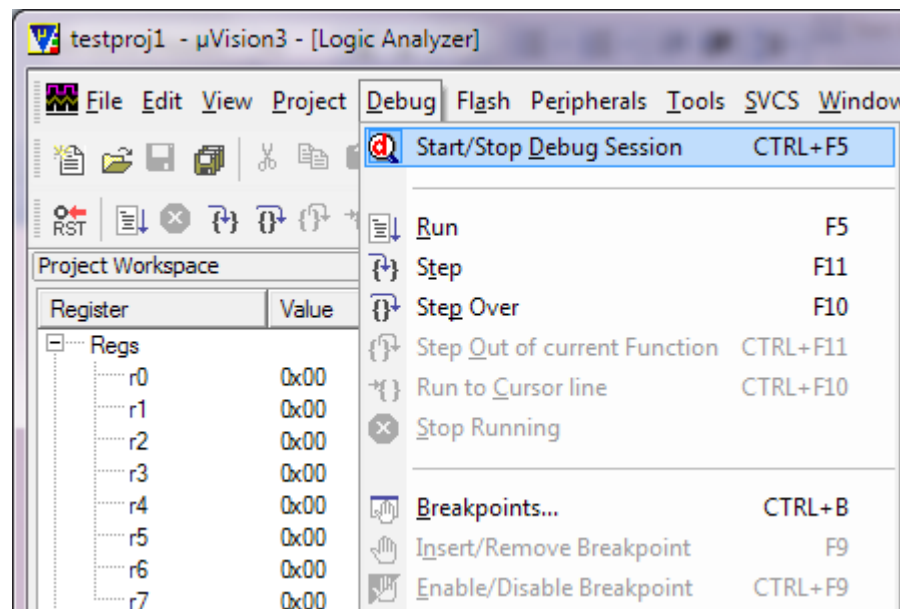 testproj1 - µVision3 - [Logic Analyzer]
File Edit View Project Debug Flash Peripherals Tools SVCS Window
Start/Stop Debug Session CTRL+F5
RST
Run F5
Project Workspace
Step F11
Register Value
Step Over F10
Regs
Step Out of current Function CTRL+F11
r0 0x00
Run to Cursor line CTRL+F10
r1 0x00
Stop Running
r2 0x00
r3 0x00
r4 0x00
Breakpoints... CTRL+B
r5 0x00
Insert/Remove Breakpoint F9
r6 0x00
Enable/Disable Breakpoint CTRL+F9
r7 0x00